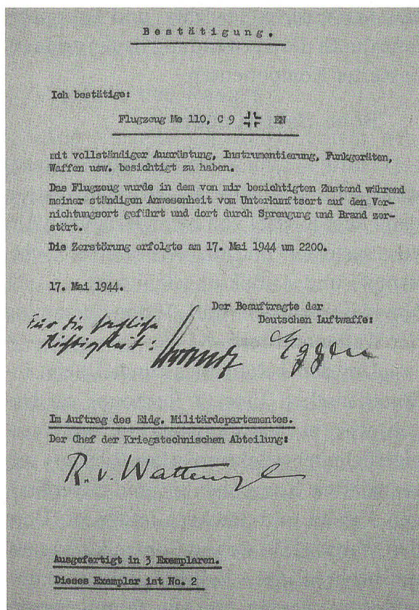 Bestätigung.
Ich bestätige:
Flugzeug Me 110, C 9 EN
mit vollständiger Ausrüstung, Instrumentierung, Funkgeräten,
Waffen usw. besichtigt zu haben.
Das Flugzeug wurde in dem von mir besichtigten Zustand während
meiner ständigen Anwesenheit vom Unterkunftsort auf den Ver-
nichtungsort geführt und dort durch Sprengung und Brand zer-
stört.
Die Zerstörung erfolgte am 17. Mai 1944 um 2200.
17. Mai 1944.
Der Beauftragte der
Deutschen Luftwaffe:
Für die
Richtigkeit:
Eggen
Im Auftrag des Eidg. Militärdepartementes.
Der Chef der Kriegstechnischen Abteilung:
R. v. Wattenwyl
Ausgefertigt in 3 Exemplaren.
Dieses Exemplar ist No. 2